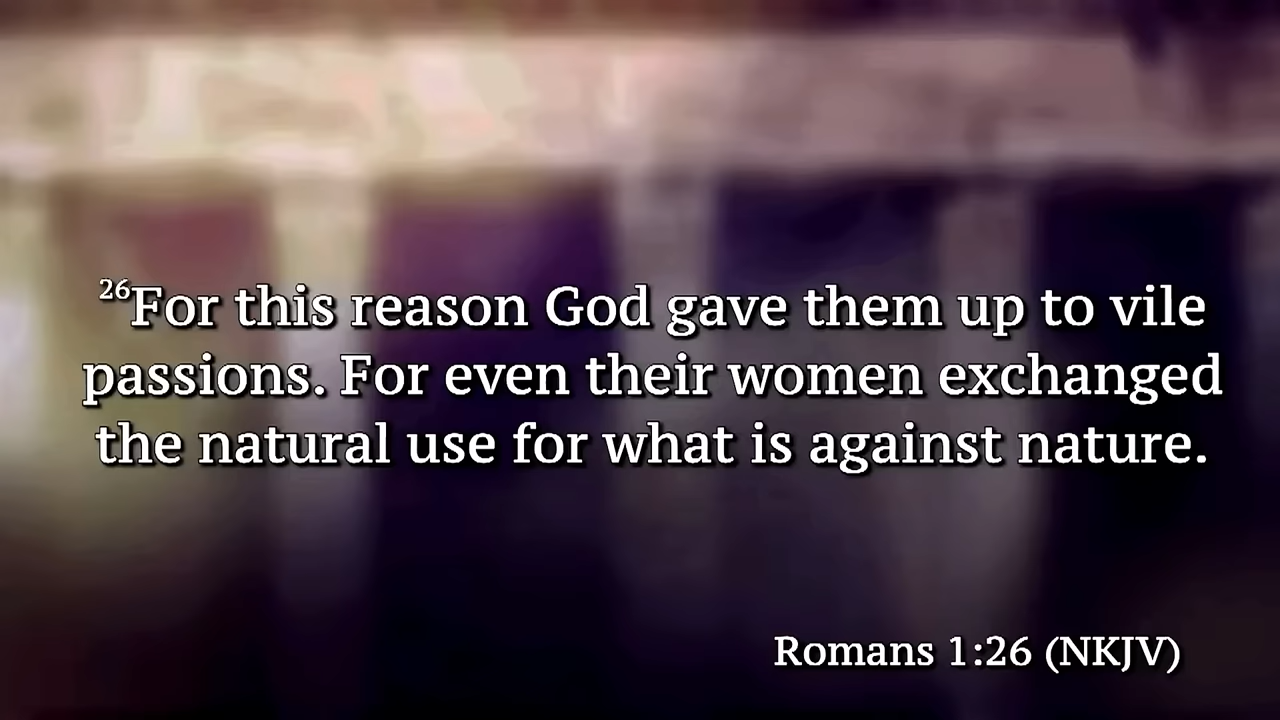 26For this reason God gave them up to vile
passions. For even their women exchanged
the natural use for what is against nature.
Romans 1:26 (NKJV)